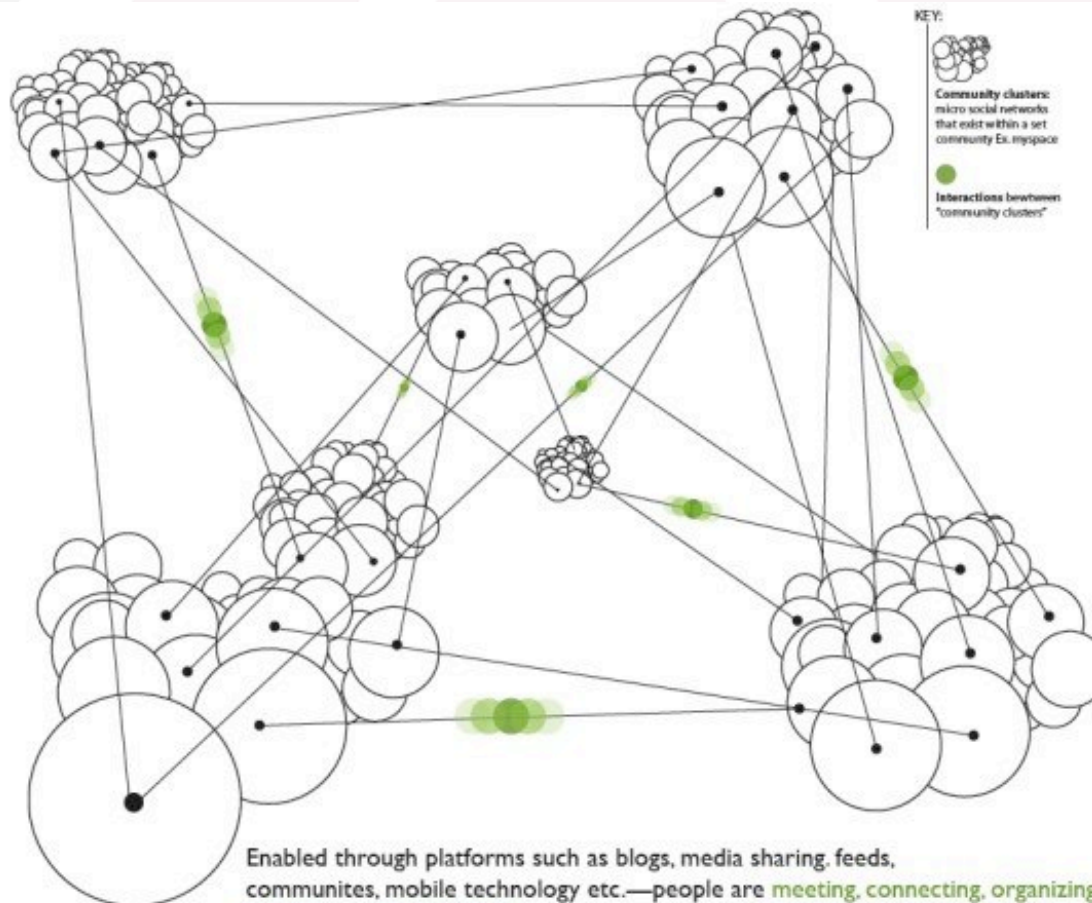 KEY:
Community clusters:
micro social networks
that exist within a set
community Ex. myspace
Interactions bewtween
"community clusters"
Enabled through platforms such as blogs, media sharing. feeds,
communites, mobile technology etc.—people are meeting, connecting, organizing